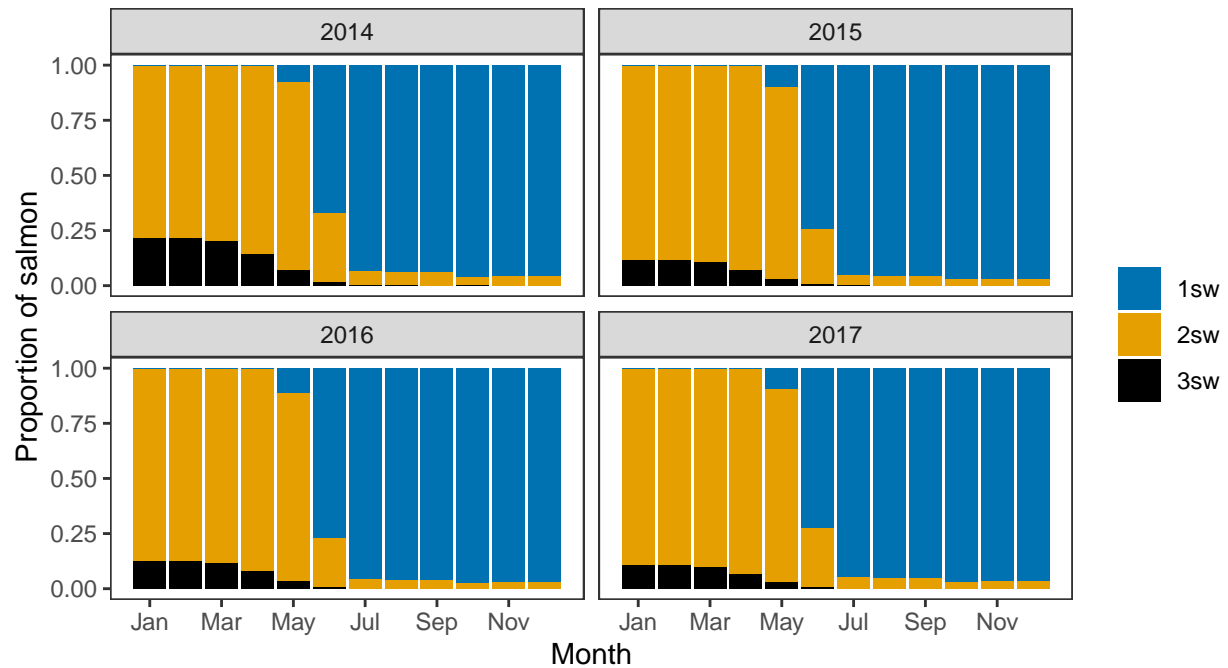 2014
2015
1.00
0.75
0.50
0.25
0.00
2016
2017
1.00
0.75
0.50
0.25
0.00
Jan Mar May Jul Sep Nov
Jan Mar May Jul Sep Nov
Month
Proportion of salmon
1sw
2sw
3sw